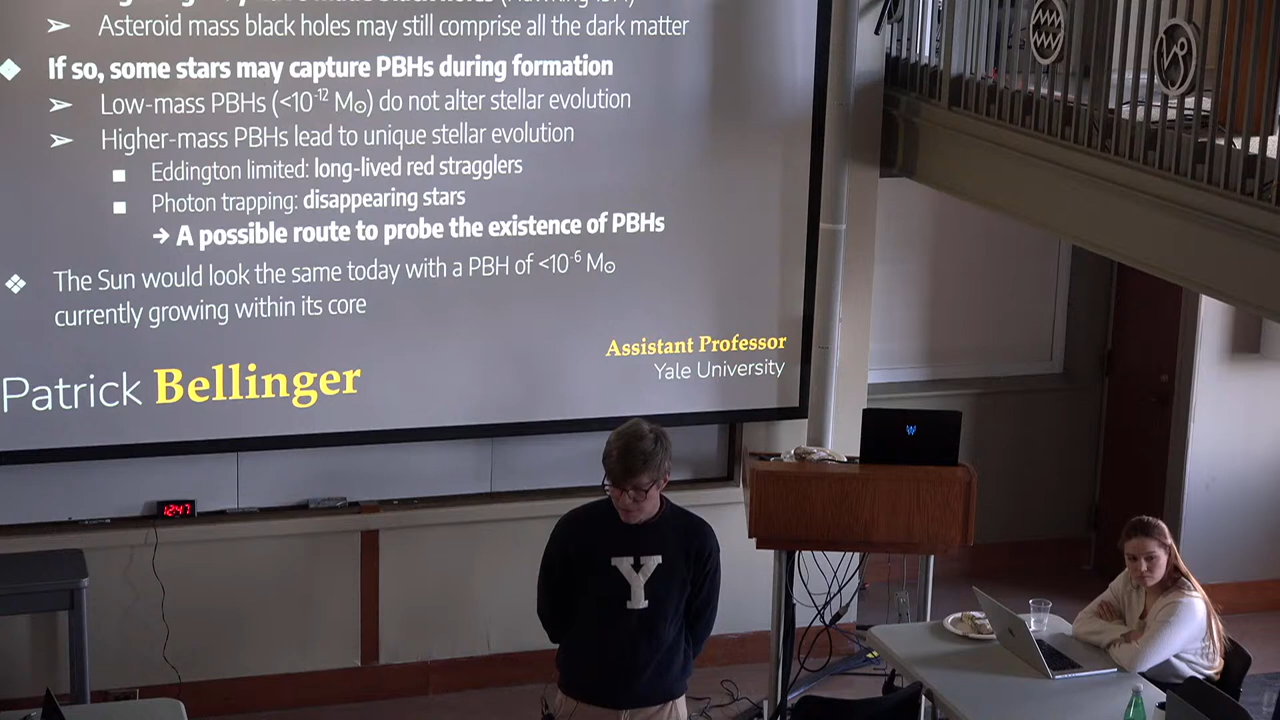 Asteroid mass black holes may still comprise all the dark matter
If so, some stars may capture PBHs during formation
Low-mass PBHs (<10⁻¹² M☉) do not alter stellar evolution
Higher-mass PBHs lead to unique stellar evolution
Eddington limited: long-lived red stragglers
Photon trapping: disappearing stars
→ A possible route to probe the existence of PBHs
The Sun would look the same today with a PBH of <10⁻⁶ M☉
currently growing within its core
Assistant Professor
Yale University
Patrick Bellinger
12:47
W
Y